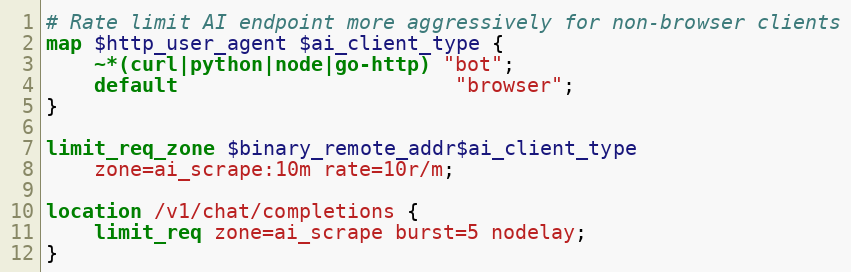 1 # Rate limit AI endpoint more aggressively for non-browser clients
2 map $http_user_agent $ai_client_type {
3     ~*(curl|python|node|go-http) "bot";
4     default                       "browser";
5 }
6
7 limit_req_zone $binary_remote_addr$ai_client_type
8     zone=ai_scrape:10m rate=10r/m;
9
10 location /v1/chat/completions {
11     limit_req zone=ai_scrape burst=5 nodelay;
12 }